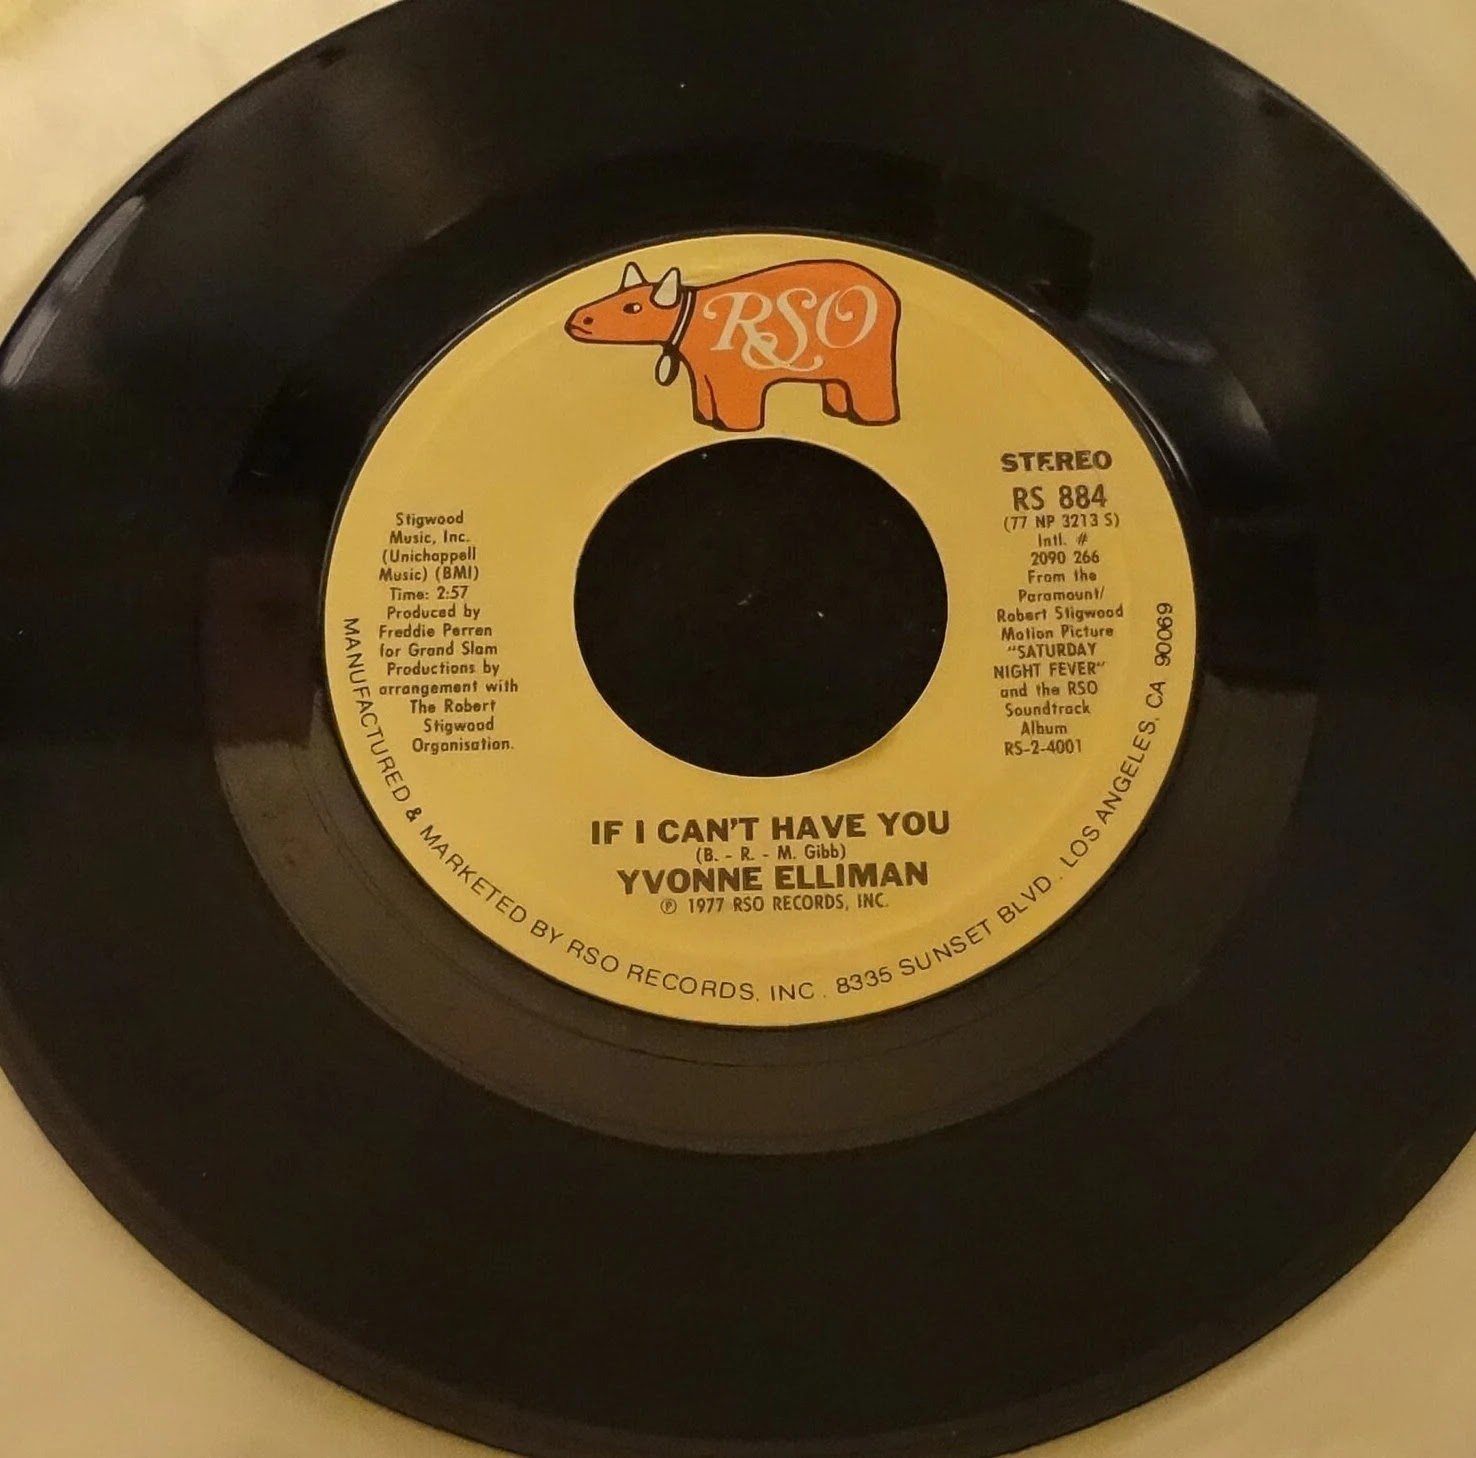 RSO
STEREO
RS 884
(77 NP 3213 S)
Intl. #
2090 266
From the
Paramount/
Robert Stigwood
Motion Picture
"SATURDAY
NIGHT FEVER"
and the RSO
Soundtrack
Album
RS-2-4001
Stigwood
Music, Inc.
(Unichappell
Music) (BMI)
Time: 2:57
Produced by
Freddie Perren
for Grand Slam
Productions by
arrangement with
The Robert
Stigwood
Organisation.
IF I CAN'T HAVE YOU
(B. - R. - M. Gibb)
YVONNE ELLIMAN
℗ 1977 RSO RECORDS, INC.
MANUFACTURED & MARKETED BY RSO RECORDS, INC. 8335 SUNSET BLVD. LOS ANGELES, CA 90069